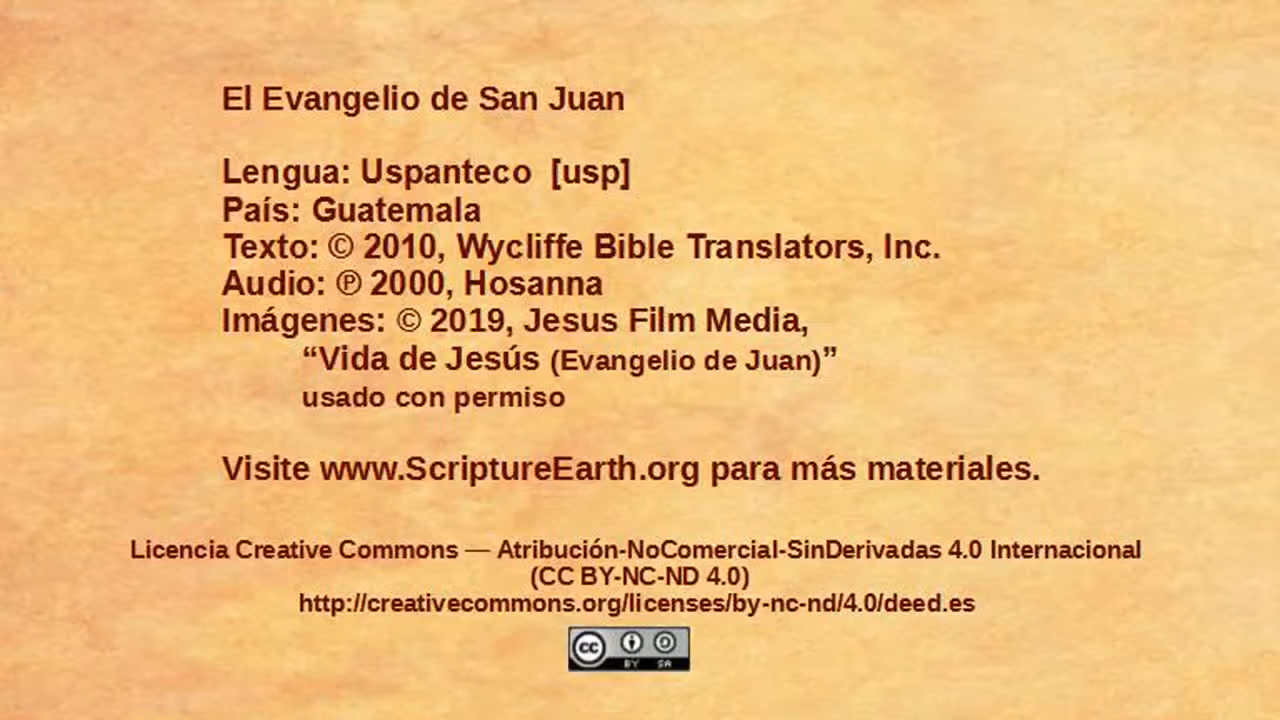 El Evangelio de San Juan
Lengua: Uspanteco [usp]
País: Guatemala
Texto: © 2010, Wycliffe Bible Translators, Inc.
Audio: ℗ 2000, Hosanna
Imágenes: © 2019, Jesus Film Media,
“Vida de Jesús (Evangelio de Juan)”
usado con permiso
Visite www.ScriptureEarth.org para más materiales.
Licencia Creative Commons — Atribución-NoComercial-SinDerivadas 4.0 Internacional
(CC BY-NC-ND 4.0)
http://creativecommons.org/licenses/by-nc-nd/4.0/deed.es
cc
BY SA